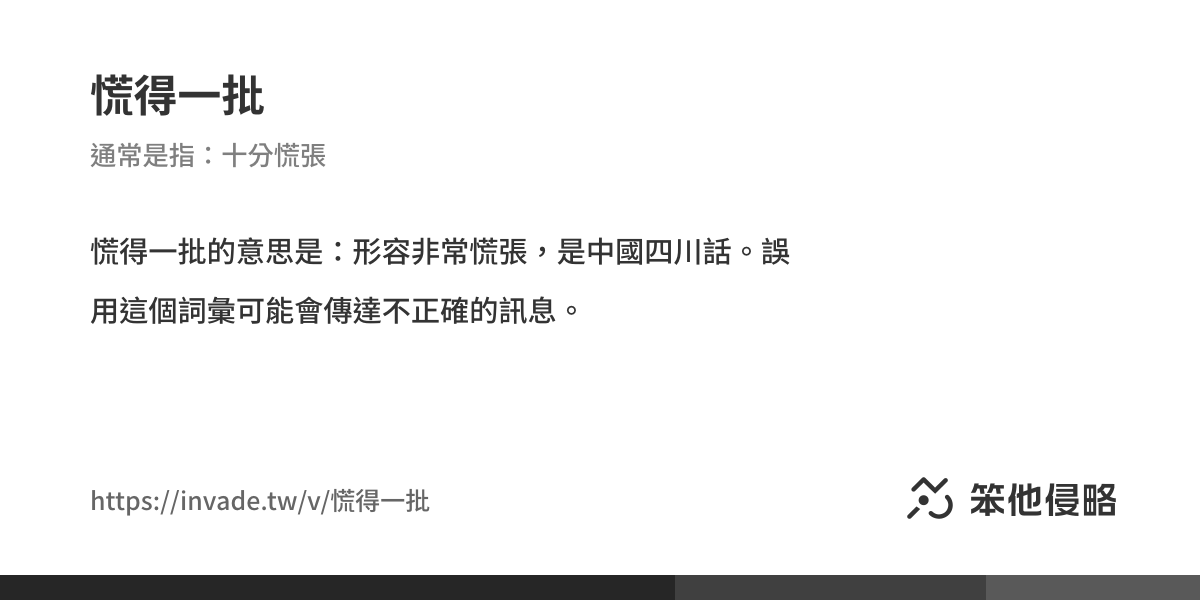 慌得一批
通常是指：十分慌張
慌得一批的意思是：形容非常慌張，是中國四川話。誤
用這個詞彙可能會傳達不正確的訊息。
https://invade.tw/v/慌得一批
笨他侵略